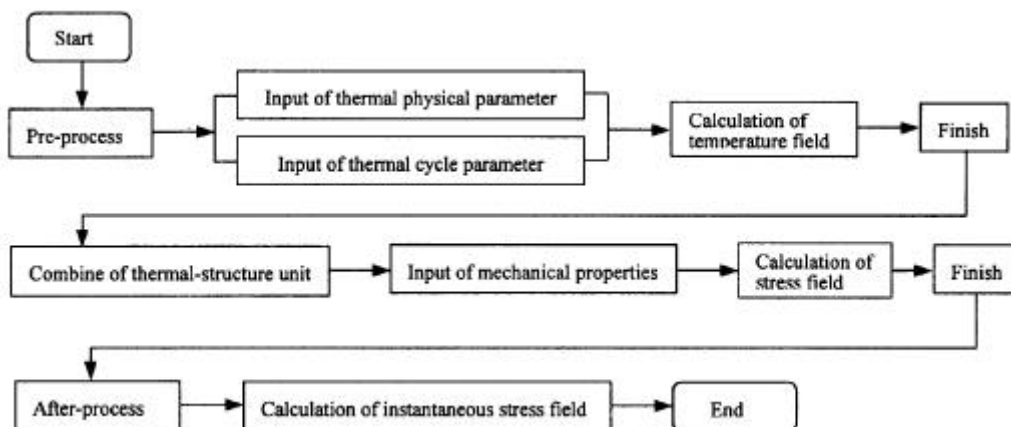 Start
Pre-process
Input of thermal physical parameter
Input of thermal cycle parameter
Calculation of
temperature field
Finish
Combine of thermal-structure unit
Input of mechanical properties
Calculation of
stress field
Finish
After-process
Calculation of instantaneous stress field
End